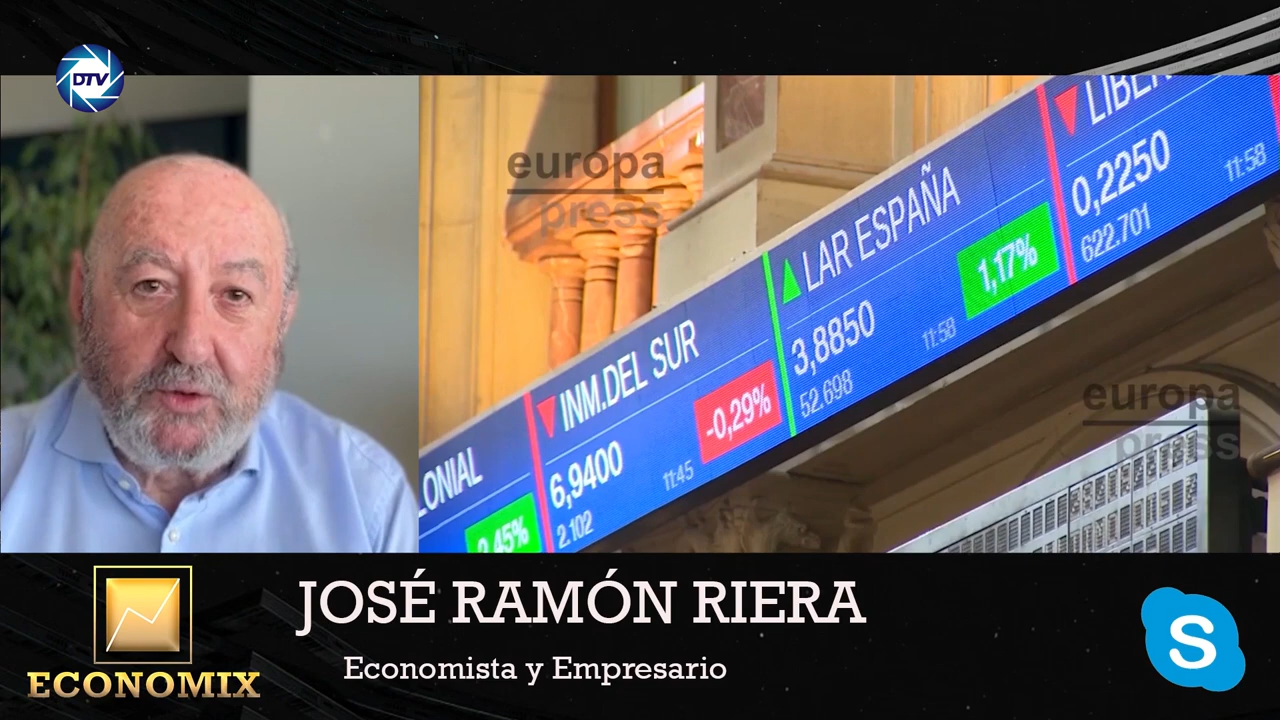 DTV
europa
press
LIBER
0,2250
11:58
622.701
LAR ESPAÑA
1,17%
3,8850
11:58
52.698
INM.DEL SUR
-0,29%
6,9400
11:45
2.102
ONIAL
europa
press
JOSÉ RAMÓN RIERA
Economista y Empresario
ECONOMIX
S